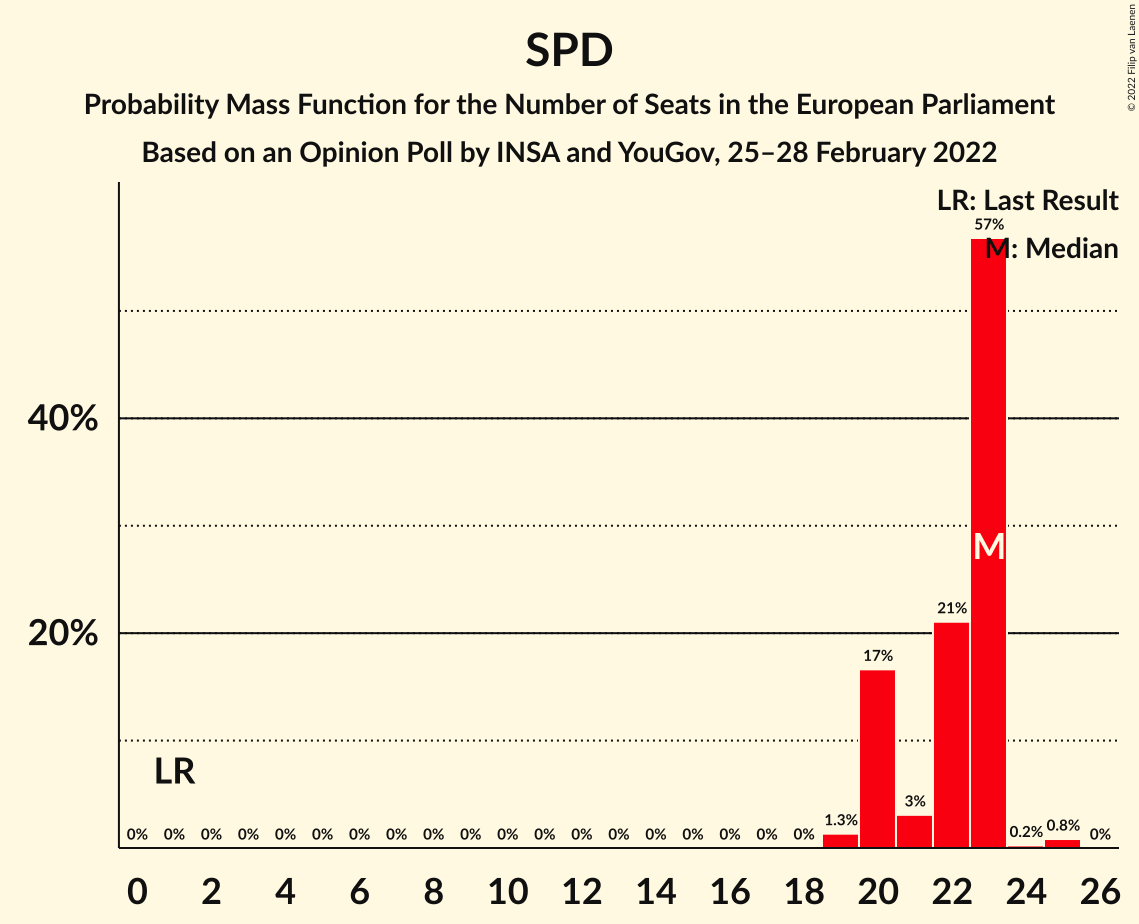 SPD
Probability Mass Function for the Number of Seats in the European Parliament
Based on an Opinion Poll by INSA and YouGov, 25–28 February 2022
© 2022 Filip van Laenen
LR: Last Result
M: Median
57%
40%
M
21%
20%
17%
LR
3%
0% 0% 0% 0% 0% 0% 0% 0% 0% 0% 0% 0% 0% 0% 0% 0% 0% 0% 0% 1.3% 0.2% 0.8% 0%
0 2 4 6 8 10 12 14 16 18 20 22 24 26